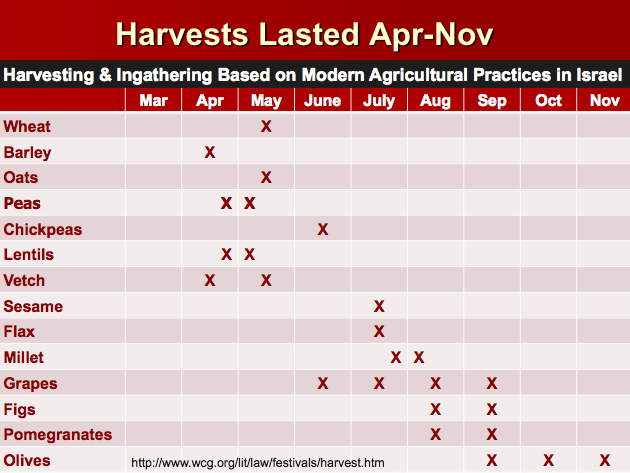 Harvests Lasted Apr-Nov
Harvesting & Ingathering Based on Modern Agricultural Practices in Israel
Mar Apr May June July Aug Sep Oct Nov
Wheat X
Barley X
Oats X
Peas X X
Chickpeas X
Lentils X X
Vetch X X
Sesame X
Flax X
Millet X X
Grapes X X X X
Figs X X
Pomegranates X X
Olives http://www.wcg.org/lit/law/festivals/harvest.htm X X X